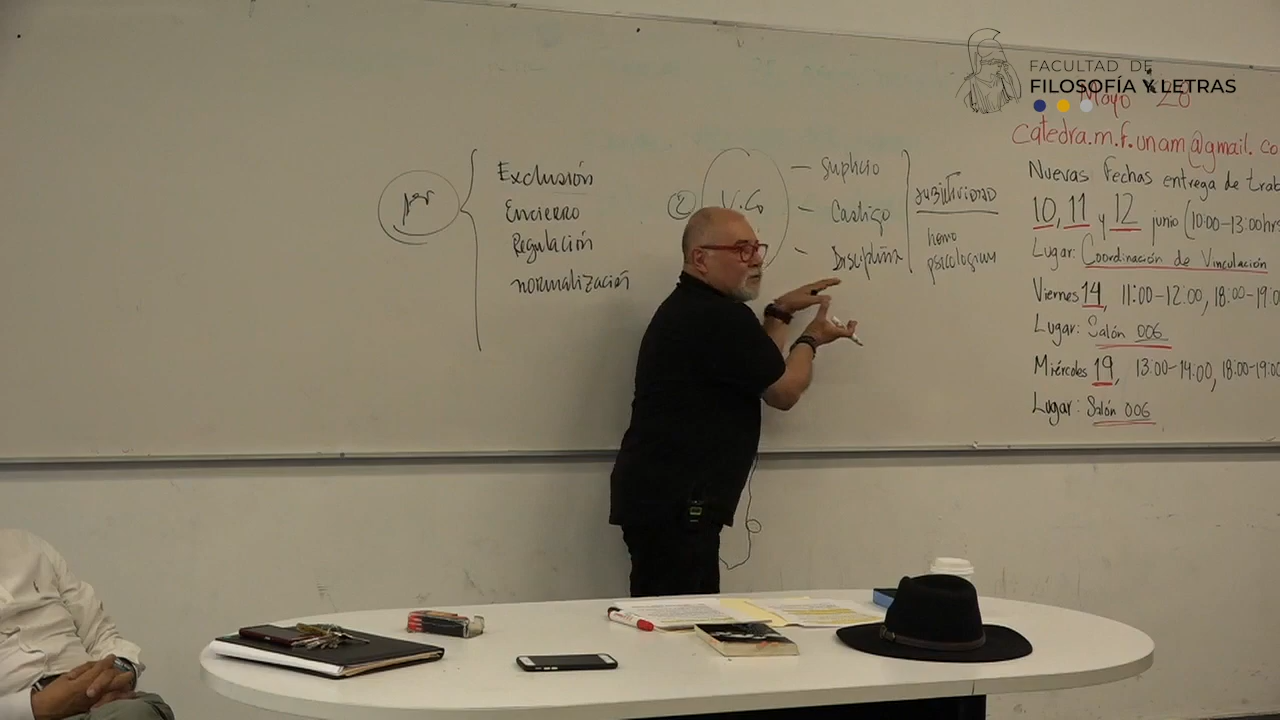 FACULTAD DE
FILOSOFÍA Y LETRAS
Mayo 28
catedra.m.f.unam@gmail.co
Nuevas fechas entrega de trab
10, 11 y 12 junio (10:00-13:00hrs
Lugar: Coordinación de Vinculación
Viernes 14, 11:00-12:00, 18:00-19:0
Lugar: Salón 006
Miércoles 19, 13:00-14:00, 18:00-19:00
Lugar: Salón 006
Exclusión
Encierro
Regulación
normalización
2
— Suplicio
— Castigo
— Disciplina
subjetividad
homo
psicologicum